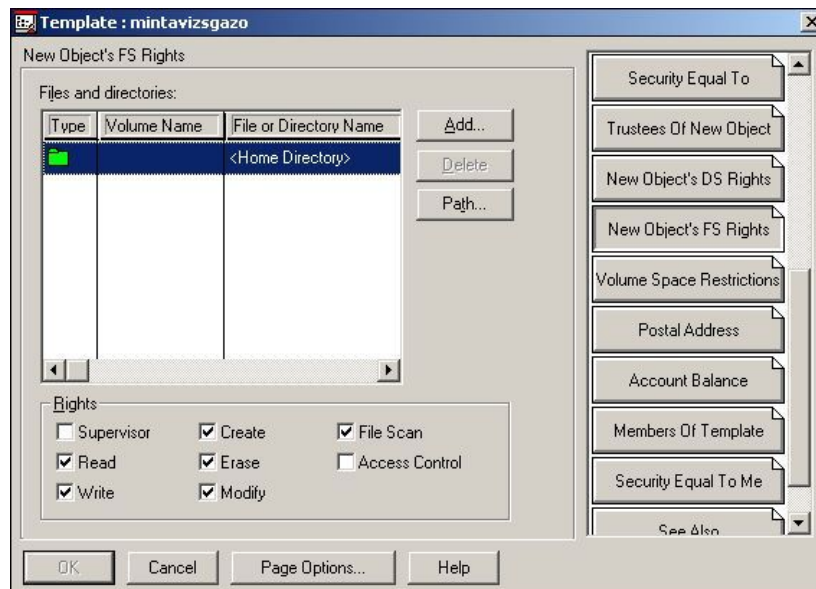 Template : mintavizsgazo
New Object's FS Rights
Files and directories:
Type Volume Name File or Directory Name
<Home Directory>
Add...
Delete
Path...
Rights
Supervisor Create File Scan
Read Erase Access Control
Write Modify
Security Equal To
Trustees Of New Object
New Object's DS Rights
New Object's FS Rights
Volume Space Restrictions
Postal Address
Account Balance
Members Of Template
Security Equal To Me
See Also
OK Cancel Page Options... Help